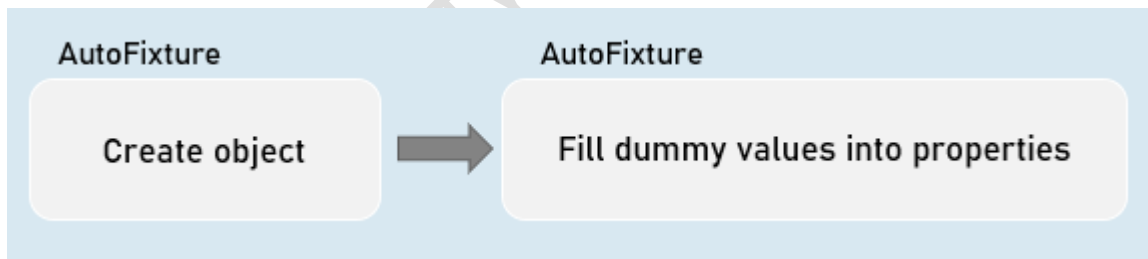 AutoFixture
AutoFixture
Create object
Fill dummy values into properties